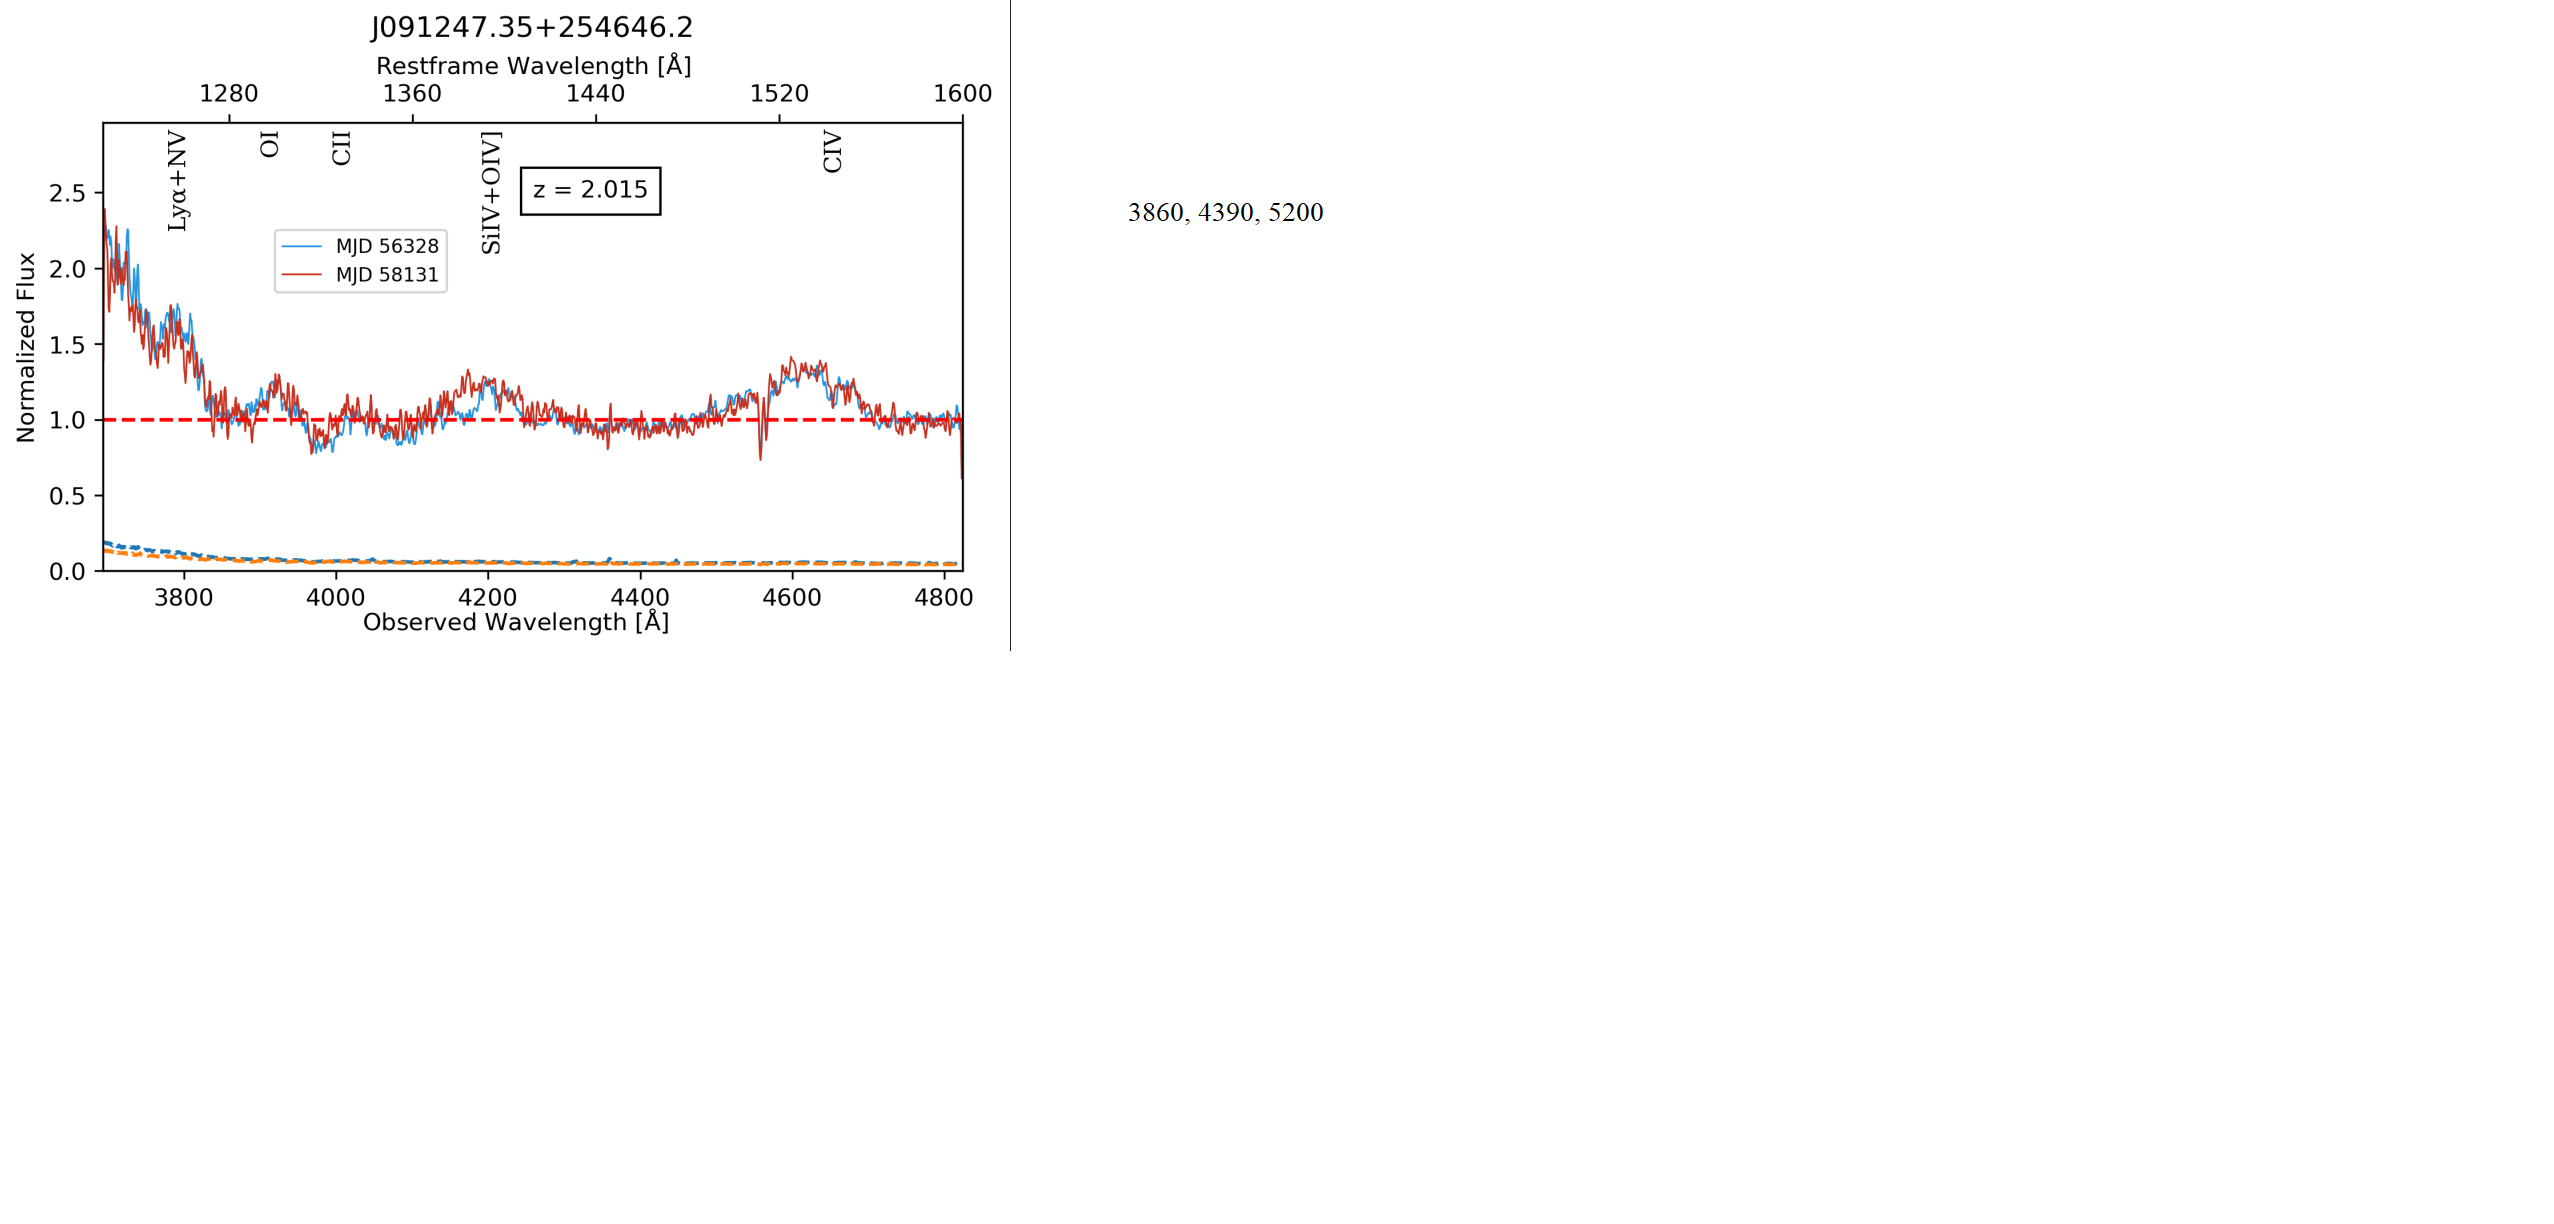 J091247.35+254646.2
Restframe Wavelength [Å]
1280 1360 1440 1520 1600
Lyα+NV
OI
CII
SiIV+OIV]
CIV
z = 2.015
MJD 56328
MJD 58131
Normalized Flux
2.5
2.0
1.5
1.0
0.5
0.0
3800 4000 4200 4400 4600 4800
Observed Wavelength [Å]
3860, 4390, 5200